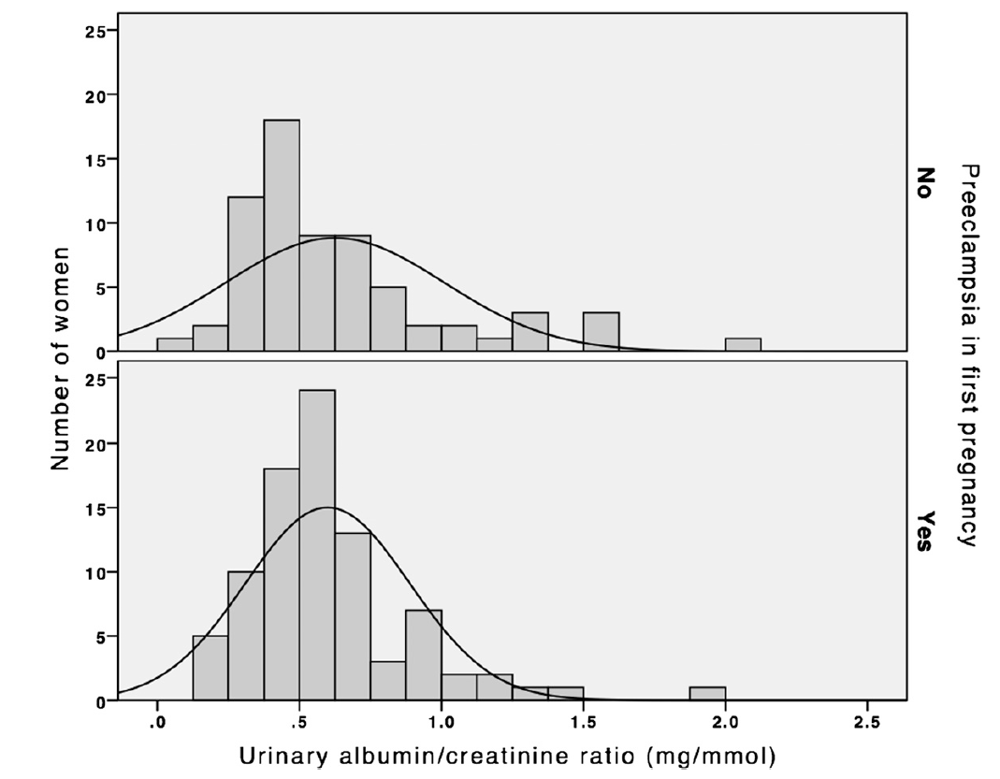 25
20
15
10
5
0
No
25
20
15
10
5
0
Yes
Number of women
Preeclampsia in first pregnancy
.0 .5 1.0 1.5 2.0 2.5
Urinary albumin/creatinine ratio (mg/mmol)